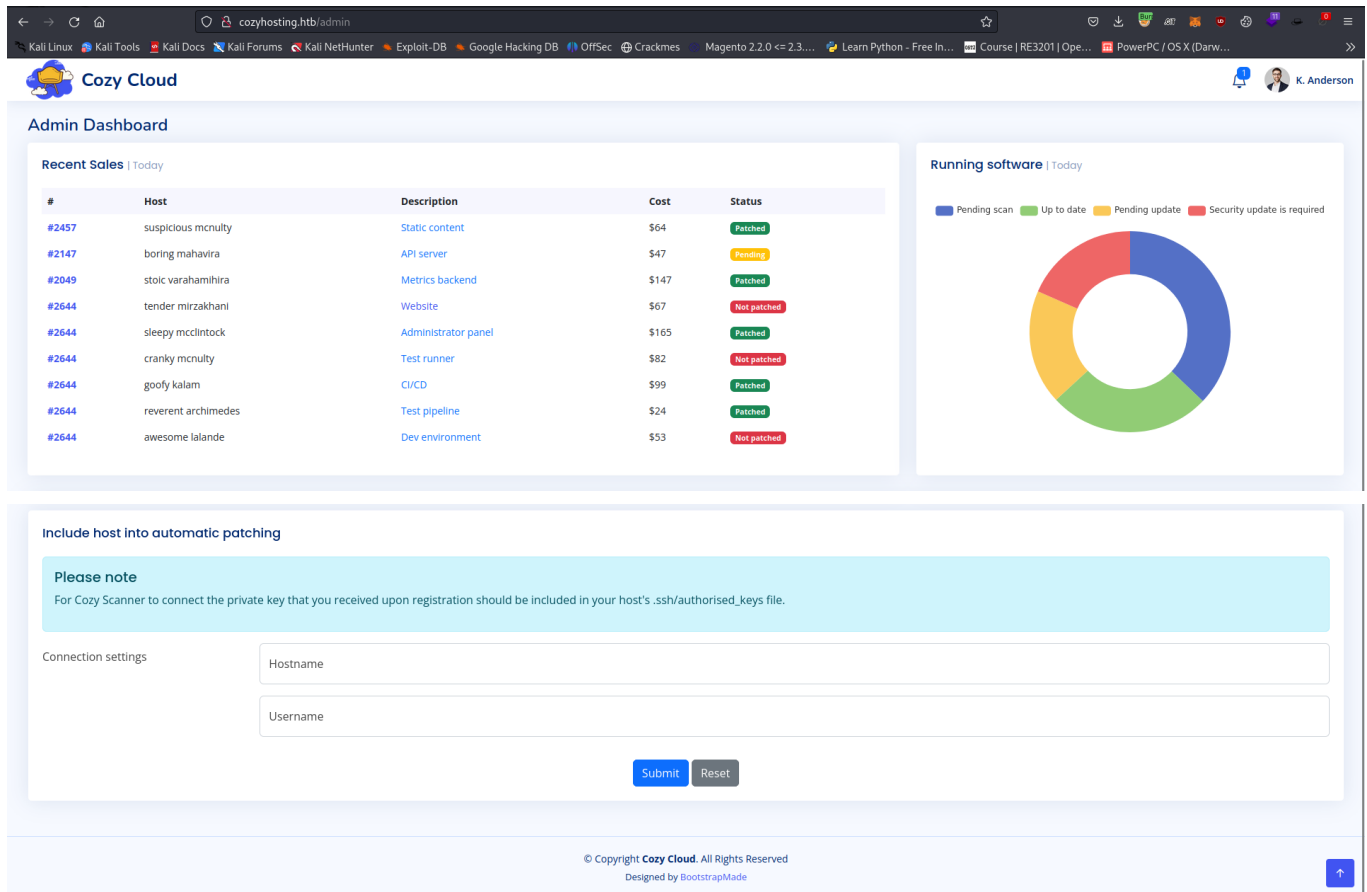 cozyhosting.htb/admin
Kali Linux Kali Tools Kali Docs Kali Forums Kali NetHunter Exploit-DB Google Hacking DB OffSec Crackmes Magento 2.2.0 <= 2.3.… Learn Python - Free In… Course | RE3201 | Ope… PowerPC / OS X (Darw…
Cozy Cloud
1
K. Anderson
Admin Dashboard
Recent Sales | Today
# Host Description Cost Status
#2457 suspicious mcnulty Static content $64 Patched
#2147 boring mahavira API server $47 Pending
#2049 stoic varahamihira Metrics backend $147 Patched
#2644 tender mirzakhani Website $67 Not patched
#2644 sleepy mcclintock Administrator panel $165 Patched
#2644 cranky mcnulty Test runner $82 Not patched
#2644 goofy kalam CI/CD $99 Patched
#2644 reverent archimedes Test pipeline $24 Patched
#2644 awesome lalande Dev environment $53 Not patched
Running software | Today
Pending scan Up to date Pending update Security update is required
Include host into automatic patching
Please note
For Cozy Scanner to connect the private key that you received upon registration should be included in your host's .ssh/authorised_keys file.
Connection settings
Hostname
Username
Submit Reset
© Copyright Cozy Cloud. All Rights Reserved
Designed by BootstrapMade